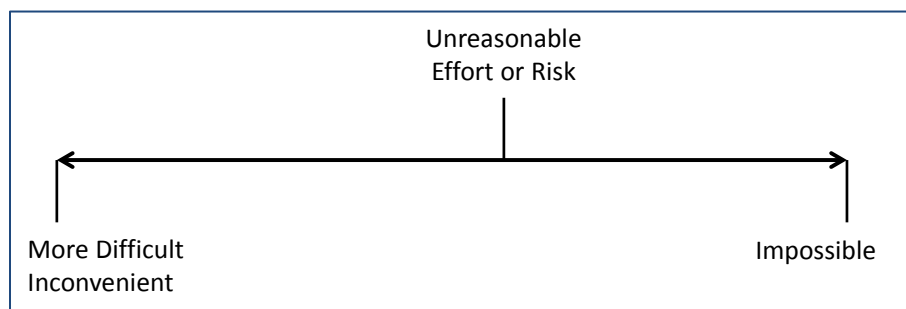 Unreasonable
Effort or Risk
More Difficult
Inconvenient
Impossible